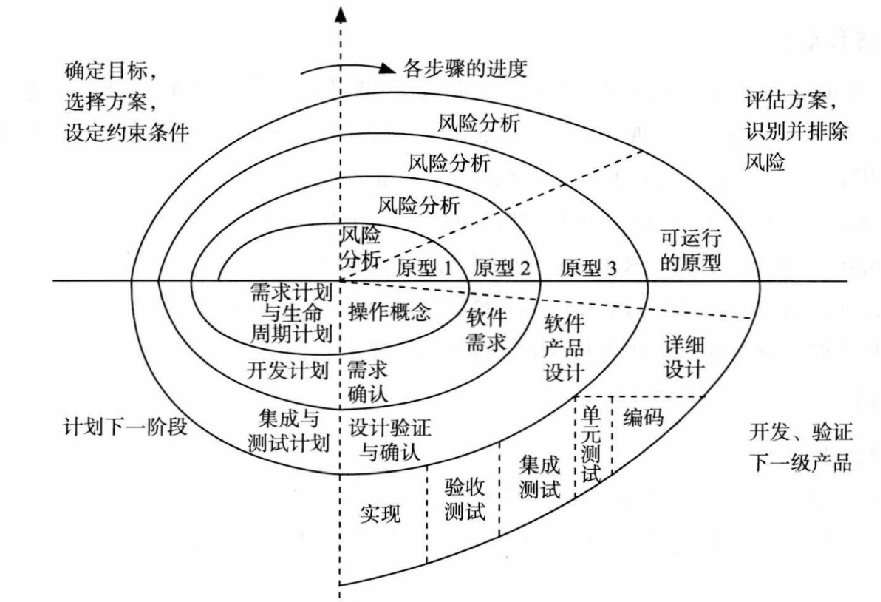 确定目标，
选择方案，
设定约束条件
各步骤的进度
评估方案，
识别并排除
风险
风险分析
风险分析
风险分析
风险
分析
原型 1
原型 2
原型 3
可运行
的原型
需求计划
与生命
周期计划
操作概念
软件
需求
软件
产品
设计
详细
设计
开发计划
需求
确认
计划下一阶段
集成与
测试计划
设计验证
与确认
单
元
测
试
编码
开发、验证
下一级产品
实现
验收
测试
集成
测试